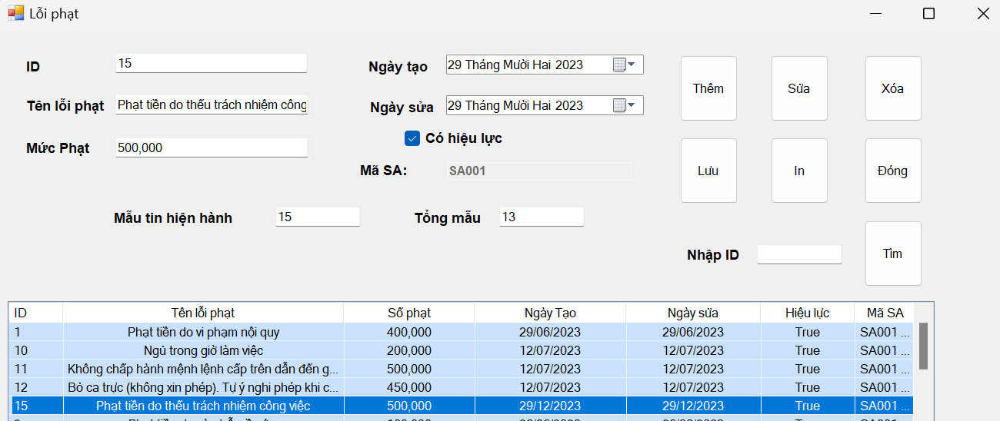 Lỗi phạt
ID 15
Ngày tạo 29 Tháng Mười Hai 2023
Thêm Sửa Xóa
Tên lỗi phạt Phạt tiền do thếu trách nhiệm công
Ngày sửa 29 Tháng Mười Hai 2023
Có hiệu lực
Mức Phạt 500,000
Mã SA: SA001
Lưu In Đóng
Mẫu tin hiện hành 15 Tổng mẫu 13
Nhập ID Tìm
ID Tên lỗi phạt Số phạt Ngày Tạo Ngày sửa Hiệu lực Mã SA
1 Phạt tiền do vi phạm nội quy 400,000 29/06/2023 29/06/2023 True SA001 ...
10 Ngủ trong giờ làm việc 200,000 12/07/2023 12/07/2023 True SA001 ...
11 Không chấp hành mệnh lệnh cấp trên dẫn đến g... 500,000 12/07/2023 12/07/2023 True SA001 ...
12 Bỏ ca trực (không xin phép). Tự ý nghi phép khi c... 450,000 12/07/2023 12/07/2023 True SA001 ...
15 Phạt tiền do thếu trách nhiệm công việc 500,000 29/12/2023 29/12/2023 True SA001 ...